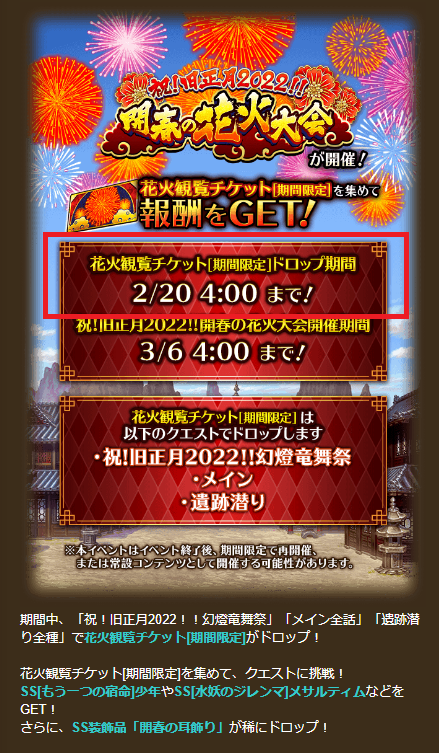 祝!旧正月2022!!
開春の花火大会
が開催!
花火観覧チケット[期間限定]を集めて
報酬をGET!
花火観覧チケット[期間限定]ドロップ期間
2/20 4:00 まで!
祝!旧正月2022!!開春の花火大会開催期間
3/6 4:00 まで!
花火観覧チケット[期間限定] は
以下のクエストでドロップします
・祝!旧正月2022!!幻燈竜舞祭
・メイン
・遺跡潜り
※本イベントはイベント終了後、期間限定で再開催、
または常設コンテンツとして開催する可能性があります。
期間中、「祝！旧正月2022！！幻燈竜舞祭」「メイン全話」「遺跡潜
り全種」で花火観覧チケット[期間限定]がドロップ！
花火観覧チケット[期間限定]を集めて、クエストに挑戦！
SS[もう一つの宿命]少年やSS[水妖のジレンマ]メサルティムなどを
GET！
さらに、SS装飾品「開春の耳飾り」が稀にドロップ！